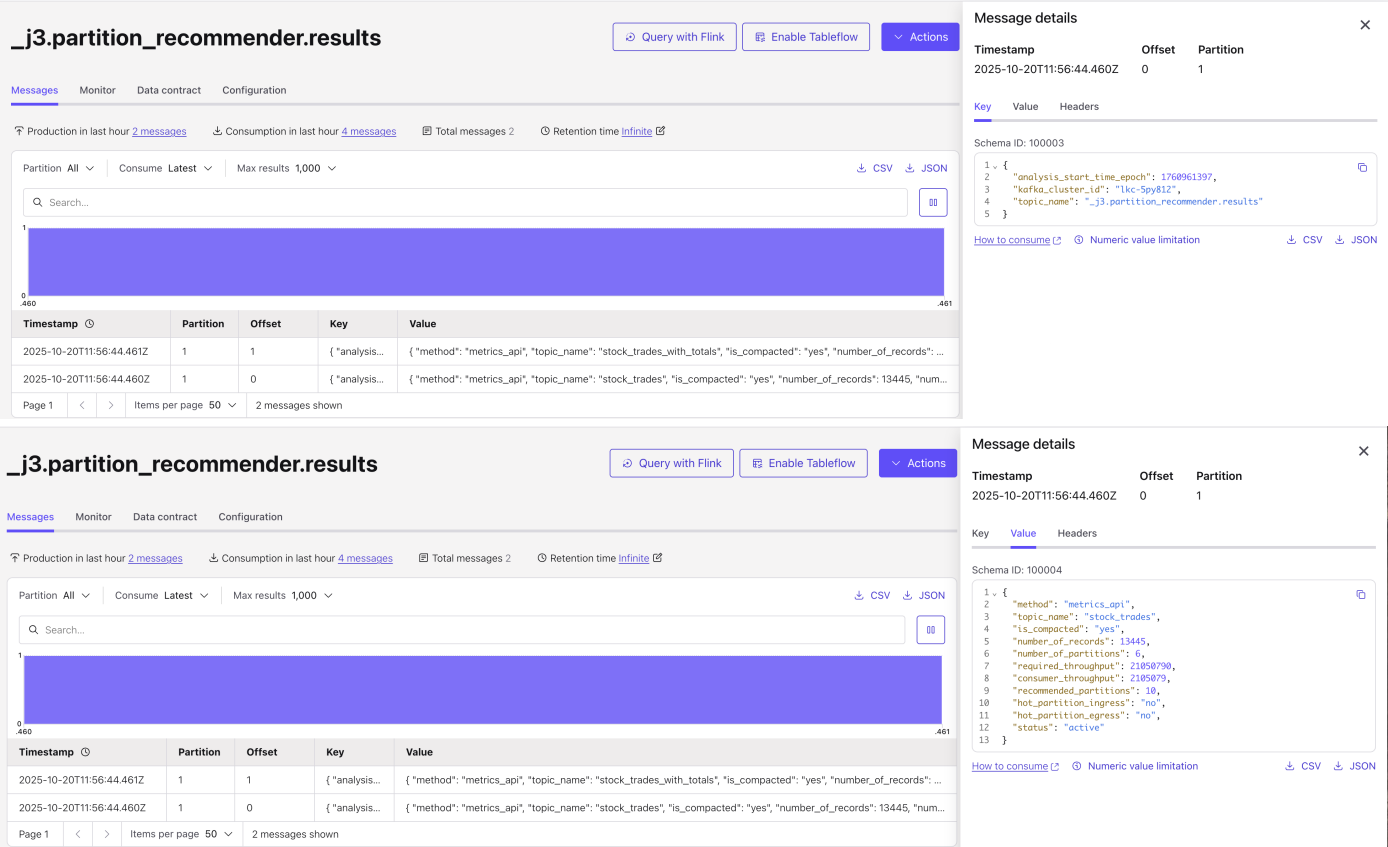 _j3.partition_recommender.results
Query with Flink
Enable Tableflow
Actions
Messages Monitor Data contract Configuration
Production in last hour 2 messages Consumption in last hour 4 messages Total messages 2 Retention time Infinite
Partition All Consume Latest Max results 1,000 CSV JSON
Search...
1
0
.460 .461
Timestamp Partition Offset Key Value
2025-10-20T11:56:44.461Z 1 1 { "analysis... { "method": "metrics_api", "topic_name": "stock_trades_with_totals", "is_compacted": "yes", "number_of_records": ...
2025-10-20T11:56:44.460Z 1 0 { "analysis... { "method": "metrics_api", "topic_name": "stock_trades", "is_compacted": "yes", "number_of_records": 13445, "num...
Page 1 Items per page 50 2 messages shown
Message details
Timestamp Offset Partition
2025-10-20T11:56:44.460Z 0 1
Key Value Headers
Schema ID: 100003
1 {
2 "analysis_start_time_epoch": 1760961397,
3 "kafka_cluster_id": "lkc-5py812",
4 "topic_name": "_j3.partition_recommender.results"
5 }
How to consume Numeric value limitation CSV JSON
_j3.partition_recommender.results
Query with Flink
Enable Tableflow
Actions
Messages Monitor Data contract Configuration
Production in last hour 2 messages Consumption in last hour 4 messages Total messages 2 Retention time Infinite
Partition All Consume Latest Max results 1,000 CSV JSON
Search...
1
0
.460 .461
Timestamp Partition Offset Key Value
2025-10-20T11:56:44.461Z 1 1 { "analysis... { "method": "metrics_api", "topic_name": "stock_trades_with_totals", "is_compacted": "yes", "number_of_records": ...
2025-10-20T11:56:44.460Z 1 0 { "analysis... { "method": "metrics_api", "topic_name": "stock_trades", "is_compacted": "yes", "number_of_records": 13445, "num...
Page 1 Items per page 50 2 messages shown
Message details
Timestamp Offset Partition
2025-10-20T11:56:44.460Z 0 1
Key Value Headers
Schema ID: 100004
1 {
2 "method": "metrics_api",
3 "topic_name": "stock_trades",
4 "is_compacted": "yes",
5 "number_of_records": 13445,
6 "number_of_partitions": 6,
7 "required_throughput": 21050790,
8 "consumer_throughput": 2105079,
9 "recommended_partitions": 10,
10 "hot_partition_ingress": "no",
11 "hot_partition_egress": "no",
12 "status": "active"
13 }
How to consume Numeric value limitation CSV JSON